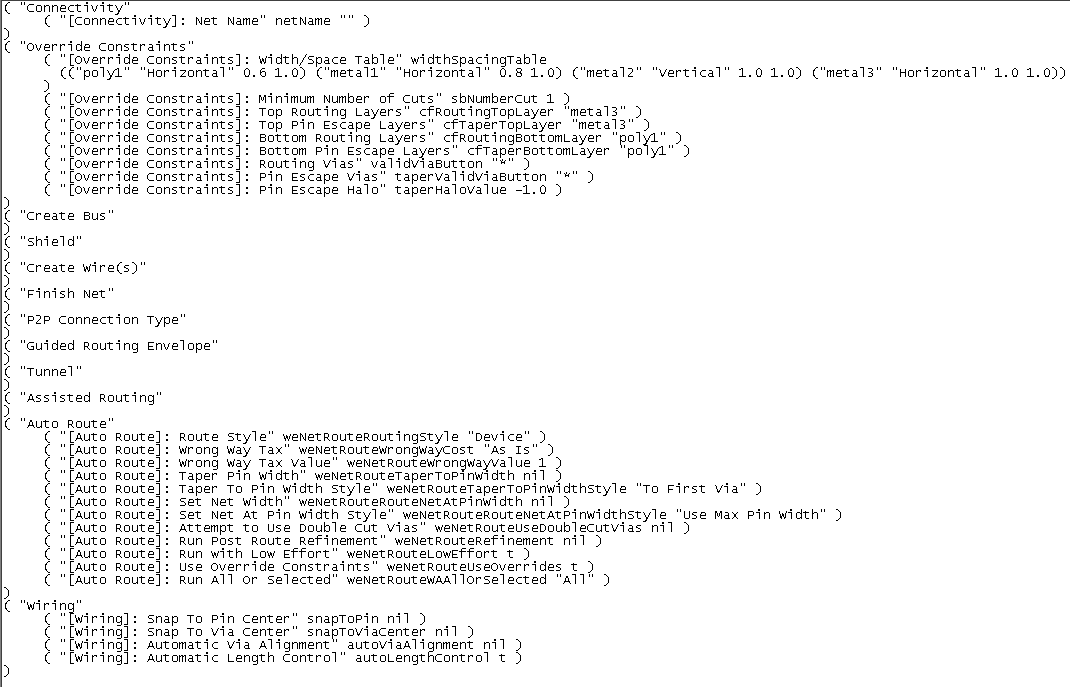 ( "Connectivity"
( "[Connectivity]: Net Name" netName "" )
)
( "Override Constraints"
( "[Override Constraints]: Width/Space Table" widthSpacingTable
(("poly1" "Horizontal" 0.6 1.0) ("metal1" "Horizontal" 0.8 1.0) ("metal2" "Vertical" 1.0 1.0) ("metal3" "Horizontal" 1.0 1.0))
)
( "[Override Constraints]: Minimum Number of Cuts" sbNumberCut 1 )
( "[Override Constraints]: Top Routing Layers" cfRoutingTopLayer "metal3" )
( "[Override Constraints]: Top Pin Escape Layers" cfTaperTopLayer "metal3" )
( "[Override Constraints]: Bottom Routing Layers" cfRoutingBottomLayer "poly1" )
( "[Override Constraints]: Bottom Pin Escape Layers" cfTaperBottomLayer "poly1" )
( "[Override Constraints]: Routing Vias" validViaButton "*" )
( "[Override Constraints]: Pin Escape Vias" taperValidViaButton "*" )
( "[Override Constraints]: Pin Escape Halo" taperHaloValue -1.0 )
)
( "Create Bus"
)
( "Shield"
)
( "Create Wire(s)"
)
( "Finish Net"
)
( "P2P Connection Type"
)
( "Guided Routing Envelope"
)
( "Tunnel"
)
( "Assisted Routing"
)
( "Auto Route"
( "[Auto Route]: Route Style" weNetRouteRoutingStyle "Device" )
( "[Auto Route]: Wrong Way Tax" weNetRouteWrongWayCost "As Is" )
( "[Auto Route]: Wrong Way Tax Value" weNetRouteWrongWayValue 1 )
( "[Auto Route]: Taper Pin Width" weNetRouteTaperToPinWidth nil )
( "[Auto Route]: Taper To Pin Width Style" weNetRouteTaperToPinWidthStyle "To First Via" )
( "[Auto Route]: Set Net Width" weNetRouteRouteNetAtPinWidth nil )
( "[Auto Route]: Set Net At Pin Width Style" weNetRouteRouteNetAtPinWidthStyle "Use Max Pin Width" )
( "[Auto Route]: Attempt to Use Double Cut Vias" weNetRouteUseDoubleCutVias nil )
( "[Auto Route]: Run Post Route Refinement" weNetRouteRefinement nil )
( "[Auto Route]: Run with Low Effort" weNetRouteLowEffort t )
( "[Auto Route]: Use Override Constraints" weNetRouteUseOverrides t )
( "[Auto Route]: Run All Or Selected" weNetRouteWAAllOrSelected "All" )
)
( "Wiring"
( "[Wiring]: Snap To Pin Center" snapToPin nil )
( "[Wiring]: Snap To Via Center" snapToViaCenter nil )
( "[Wiring]: Automatic Via Alignment" autoViaAlignment nil )
( "[Wiring]: Automatic Length Control" autoLengthControl t )
)